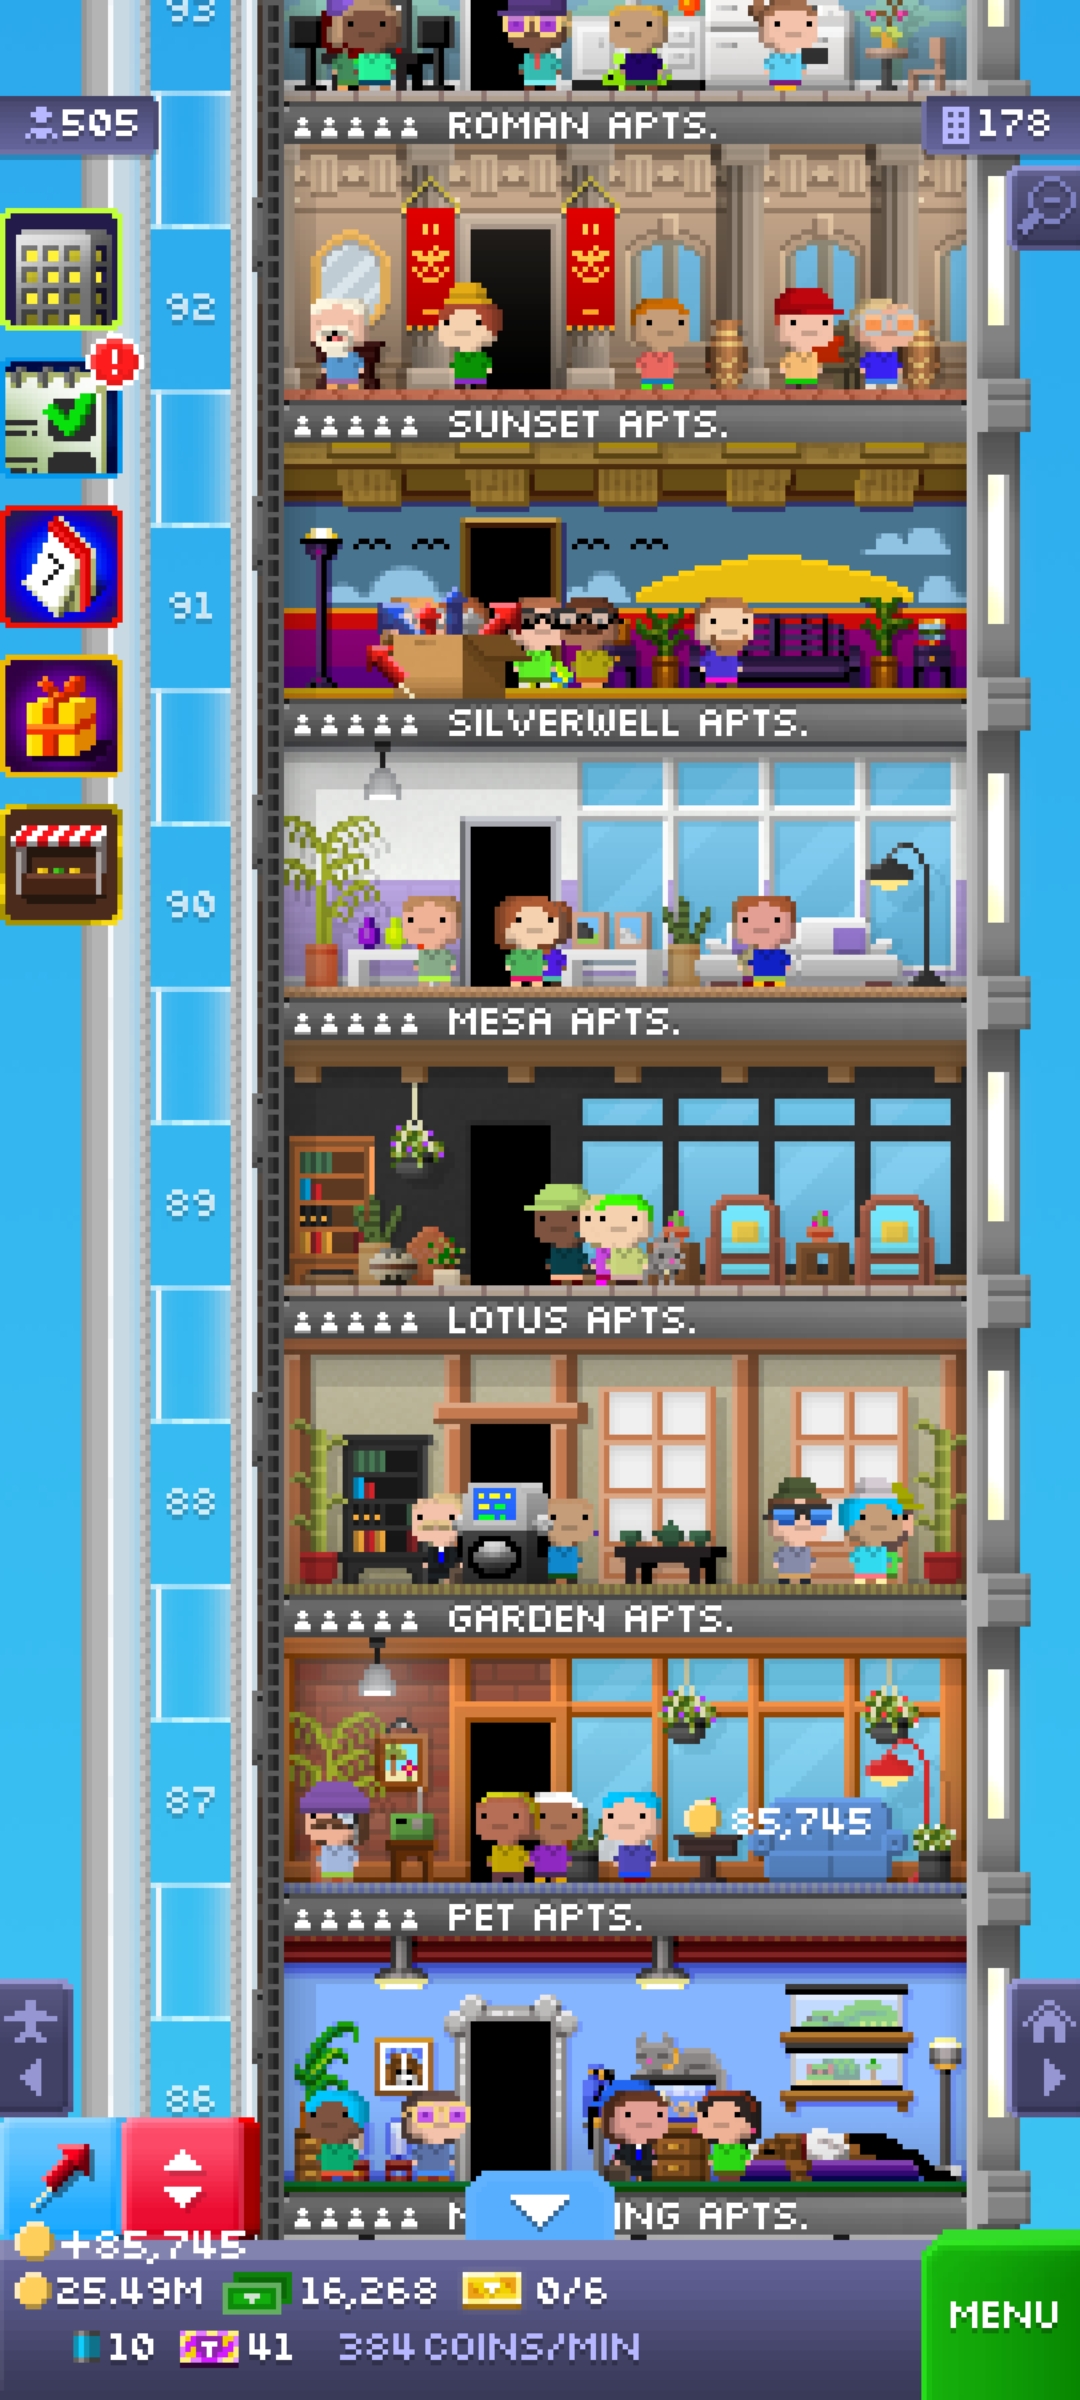 93
505
ROMAN APTS.
178
92
SUNSET APTS.
91
7
SILVERWELL APTS.
90
MESA APTS.
89
LOTUS APTS.
88
GARDEN APTS.
87
85,745
PET APTS.
86
ING APTS.
+85,745
25.49M 16,268 0/6
MENU
10 T 41 384 COINS/MIN